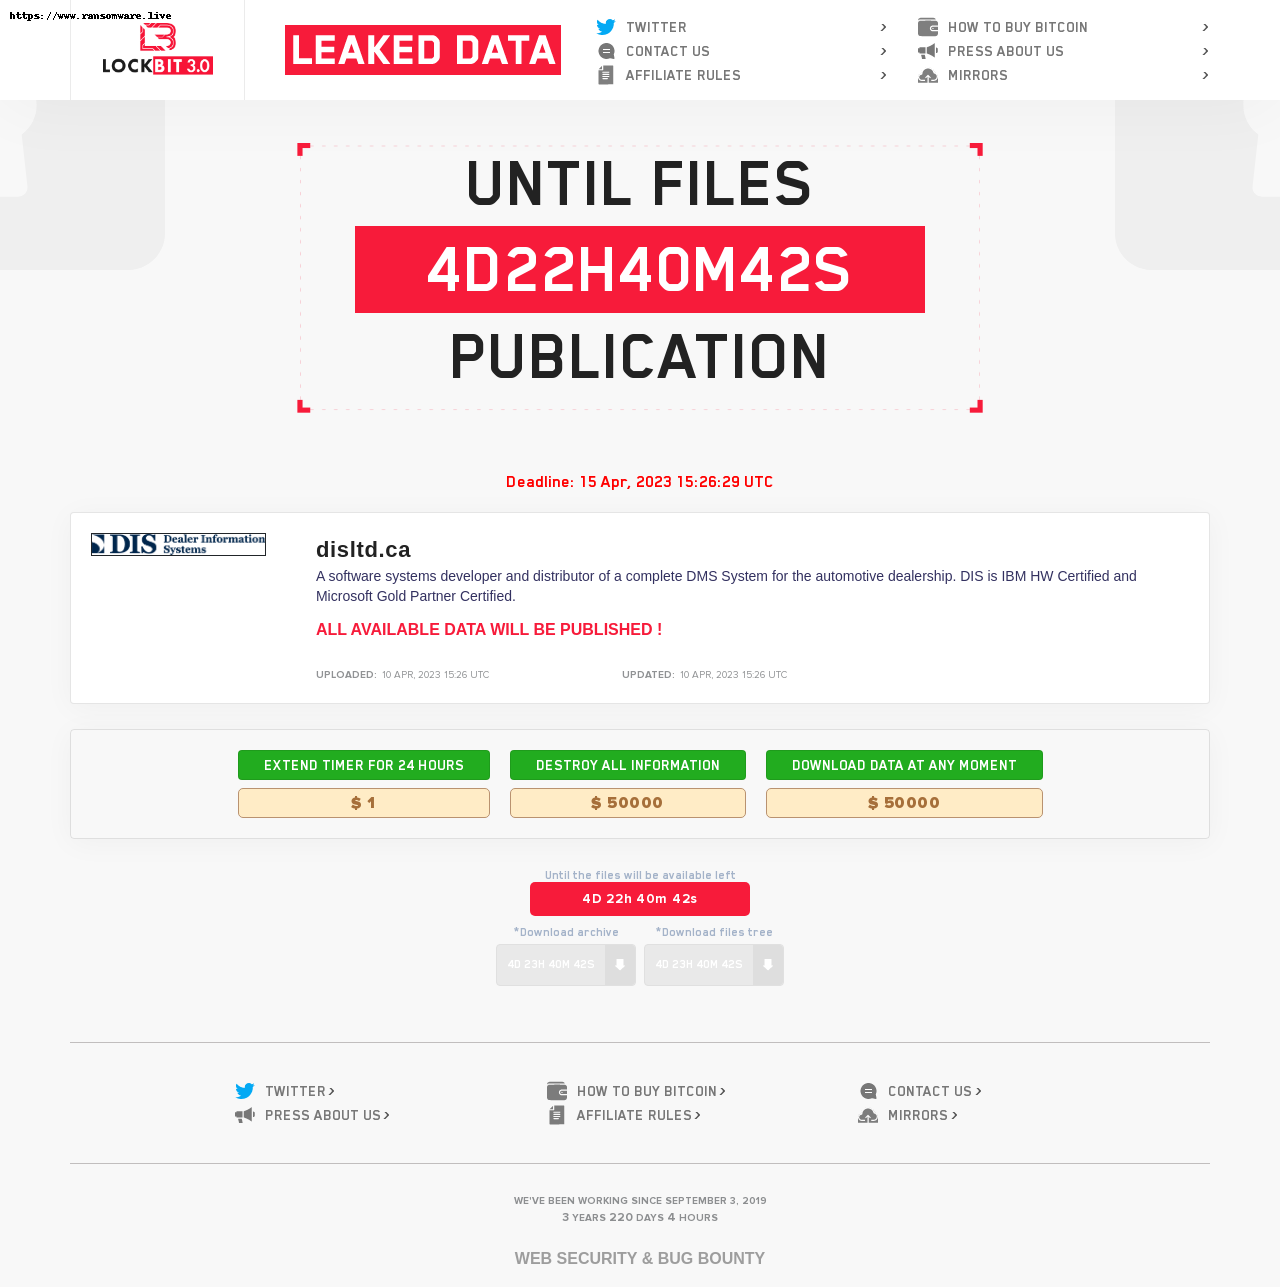 https://www.ransomware.live
LOCKBIT 3.0
LEAKED DATA
TWITTER
CONTACT US
AFFILIATE RULES
HOW TO BUY BITCOIN
PRESS ABOUT US
MIRRORS
UNTIL FILES
4D22H40M42S
PUBLICATION
Deadline: 15 Apr, 2023 15:26:29 UTC
DIS Dealer Information Systems
disltd.ca
A software systems developer and distributor of a complete DMS System for the automotive dealership. DIS is IBM HW Certified and
Microsoft Gold Partner Certified.
ALL AVAILABLE DATA WILL BE PUBLISHED !
UPLOADED: 10 APR, 2023 15:26 UTC
UPDATED: 10 APR, 2023 15:26 UTC
EXTEND TIMER FOR 24 HOURS
$ 1
DESTROY ALL INFORMATION
$ 50000
DOWNLOAD DATA AT ANY MOMENT
$ 50000
Until the files will be available left
4D 22h 40m 42s
*Download archive
4D 23H 40M 42S
*Download files tree
4D 23H 40M 42S
TWITTER
PRESS ABOUT US
HOW TO BUY BITCOIN
AFFILIATE RULES
CONTACT US
MIRRORS
WE'VE BEEN WORKING SINCE SEPTEMBER 3, 2019
3 YEARS 220 DAYS 4 HOURS
WEB SECURITY & BUG BOUNTY